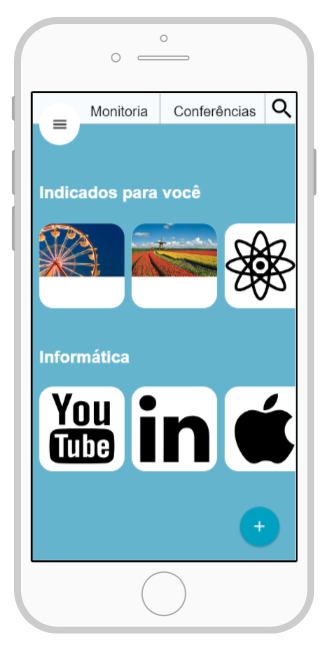 Monitoria Conferências
Indicados para você
Informática
You
Tube
in
+